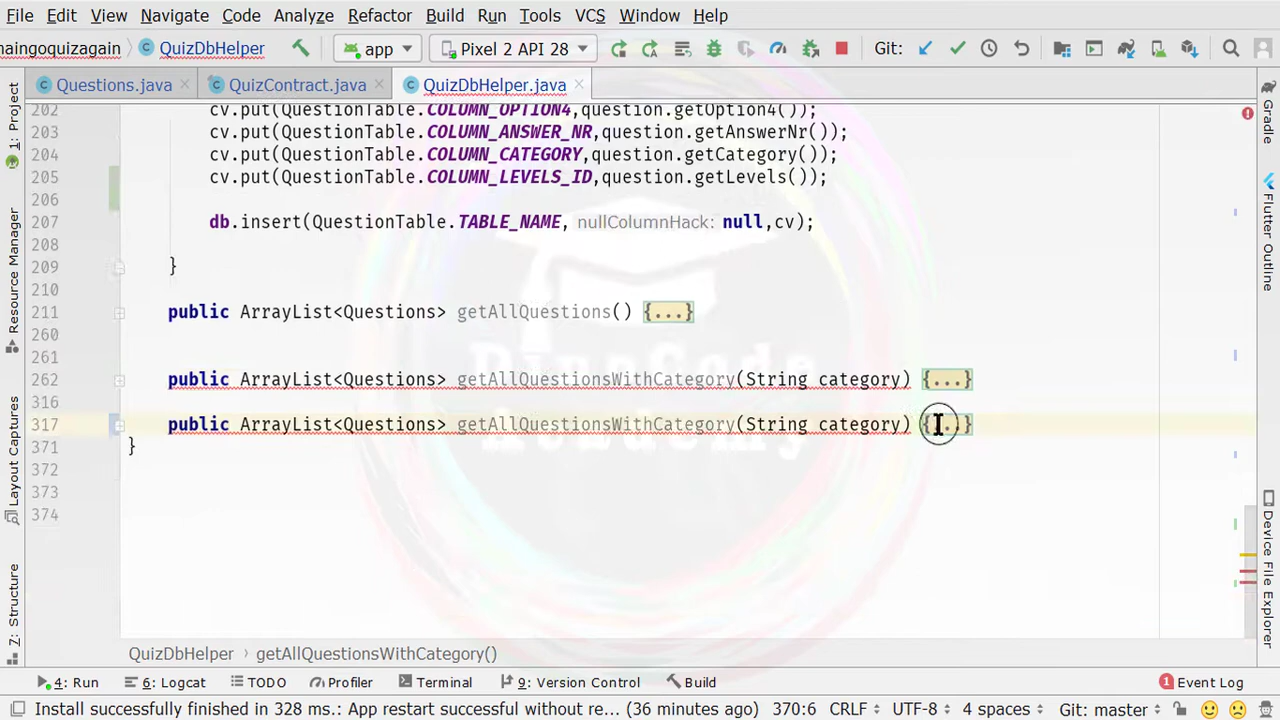 File Edit View Navigate Code Analyze Refactor Build Run Tools VCS Window Help
naingoquizagain QuizDbHelper app Pixel 2 API 28 Git:
Questions.java QuizContract.java QuizDbHelper.java
202 cv.put(QuestionTable.COLUMN_OPTION4,question.getOption4());
203 cv.put(QuestionTable.COLUMN_ANSWER_NR,question.getAnswerNr());
204 cv.put(QuestionTable.COLUMN_CATEGORY,question.getCategory());
205 cv.put(QuestionTable.COLUMN_LEVELS_ID,question.getLevels());
206
207 db.insert(QuestionTable.TABLE_NAME, nullColumnHack: null,cv);
208
209 }
210
211 public ArrayList<Questions> getAllQuestions() {...}
260
261
262 public ArrayList<Questions> getAllQuestionsWithCategory(String category) {...}
316
317 public ArrayList<Questions> getAllQuestionsWithCategory(String category) {...}
371 }
372
373
374
QuizDbHelper getAllQuestionsWithCategory()
4: Run 6: Logcat TODO Profiler Terminal 9: Version Control Build 1 Event Log
Install successfully finished in 328 ms.: App restart successful without re... (36 minutes ago) 370:6 CRLF UTF-8 4 spaces Git: master
1: Project
Resource Manager
Layout Captures
Z: Structure
Gradle
Flutter Outline
Device File Explorer